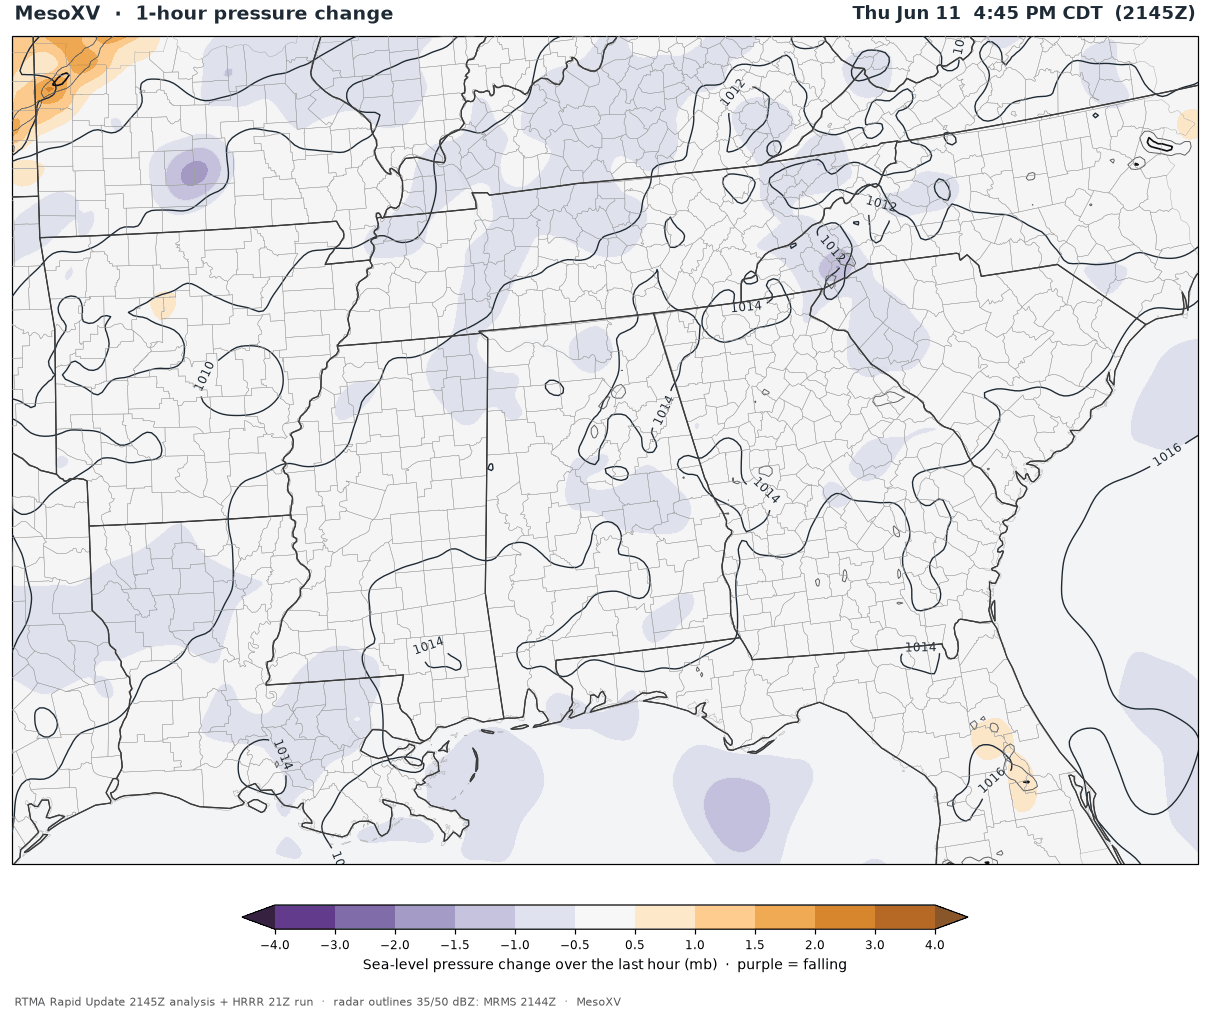 MesoXV · 1-hour pressure change
Thu Jun 11 4:45 PM CDT (2145Z)
10
1012
1012
1012
1014
1010
1014
1016
1014
1014
1014
1014
1016
10
−4.0 −3.0 −2.0 −1.5 −1.0 −0.5 0.5 1.0 1.5 2.0 3.0 4.0
Sea-level pressure change over the last hour (mb) · purple = falling
RTMA Rapid Update 2145Z analysis + HRRR 21Z run · radar outlines 35/50 dBZ: MRMS 2144Z · MesoXV